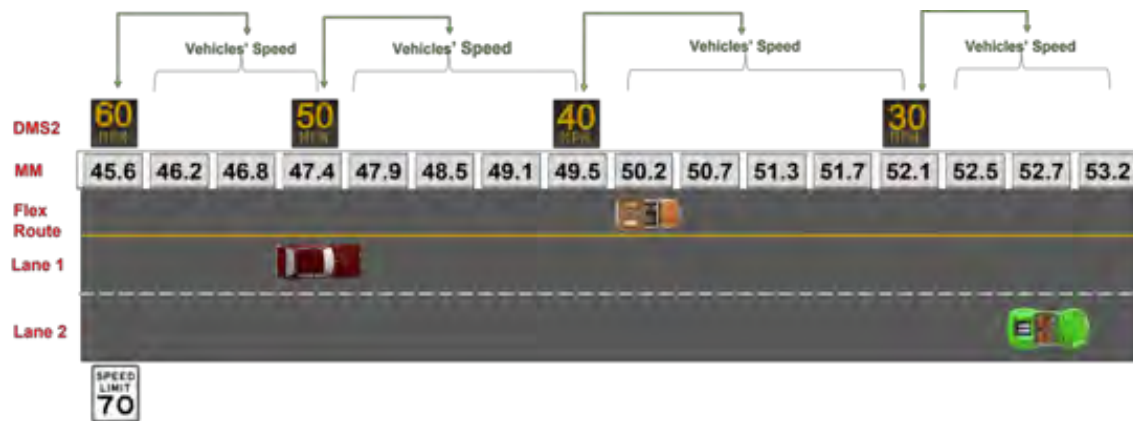 Vehicles' Speed Vehicles' Speed Vehicles' Speed Vehicles' Speed
DMS2 60 50 40 30
MPH MPH MPH MPH
MM 45.6 46.2 46.8 47.4 47.9 48.5 49.1 49.5 50.2 50.7 51.3 51.7 52.1 52.5 52.7 53.2
Flex
Route
Lane 1
Lane 2
SPEED
LIMIT
70